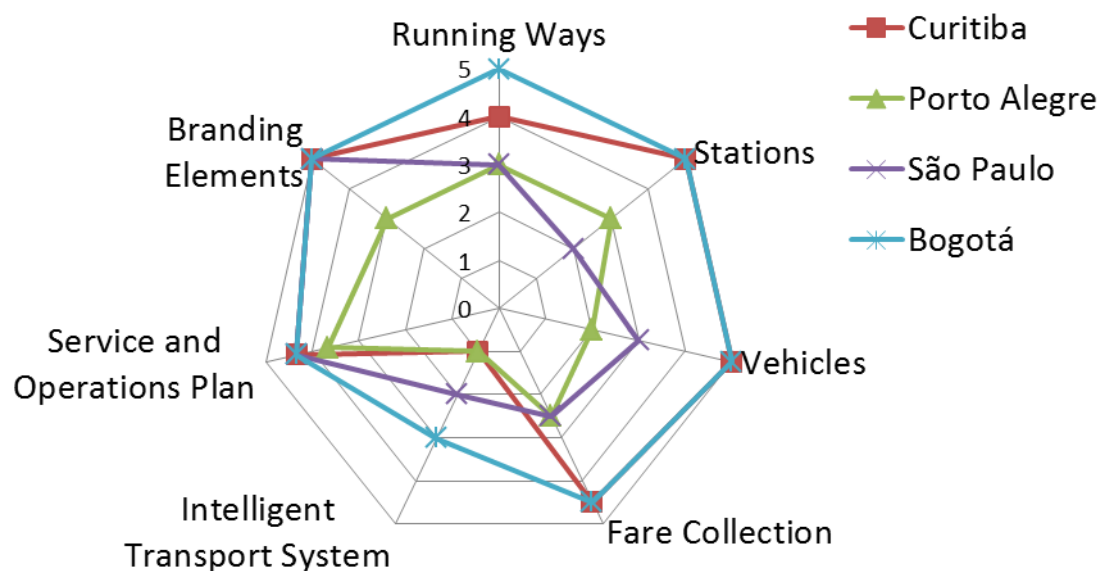 Running Ways
Curitiba
Porto Alegre
São Paulo
Bogotá
5
4
3
2
1
0
Branding
Elements
Stations
Service and
Operations Plan
Vehicles
Intelligent
Transport System
Fare Collection